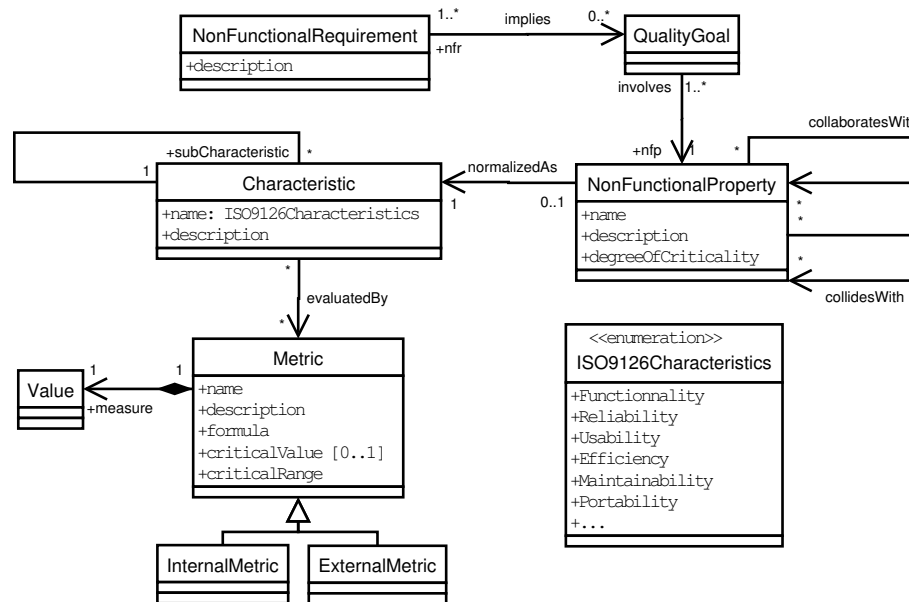 1..*
implies
0..*
NonFunctionalRequirement
QualityGoal
+nfr
+description
involves
1..*
collaboratesWit
+subCharacteristic
*
+nfp
1
*
normalizedAs
1
Characteristic
1
0..1
NonFunctionalProperty
*
+name: ISO9126Characteristics
+name
*
+description
+description
*
+degreeOfCriticality
*
evaluatedBy
collidesWith
*
<<enumeration>>
Metric
ISO9126Characteristics
1
1
Value
+name
+Functionnality
+measure
+description
+Reliability
+formula
+Usability
+criticalValue [0..1]
+Efficiency
+criticalRange
+Maintainability
+Portability
+...
InternalMetric
ExternalMetric